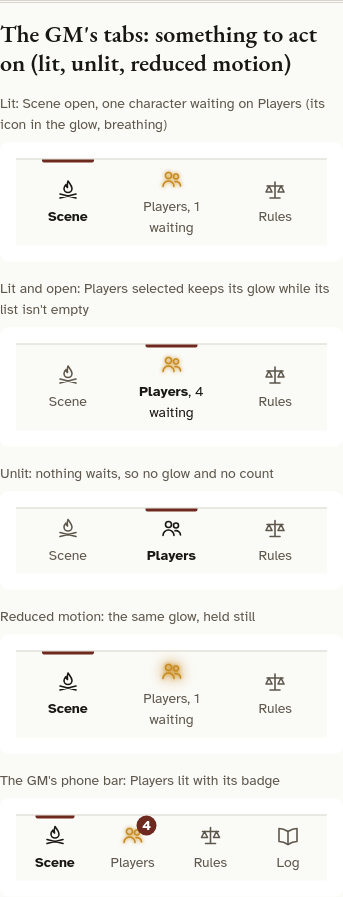 The GM's tabs: something to act
on (lit, unlit, reduced motion)
Lit: Scene open, one character waiting on Players (its
icon in the glow, breathing)
Scene
Players, 1
waiting
Rules
Lit and open: Players selected keeps its glow while its
list isn't empty
Scene
Players, 4
waiting
Rules
Unlit: nothing waits, so no glow and no count
Scene
Players
Rules
Reduced motion: the same glow, held still
Scene
Players, 1
waiting
Rules
The GM's phone bar: Players lit with its badge
4
Scene
Players
Rules
Log